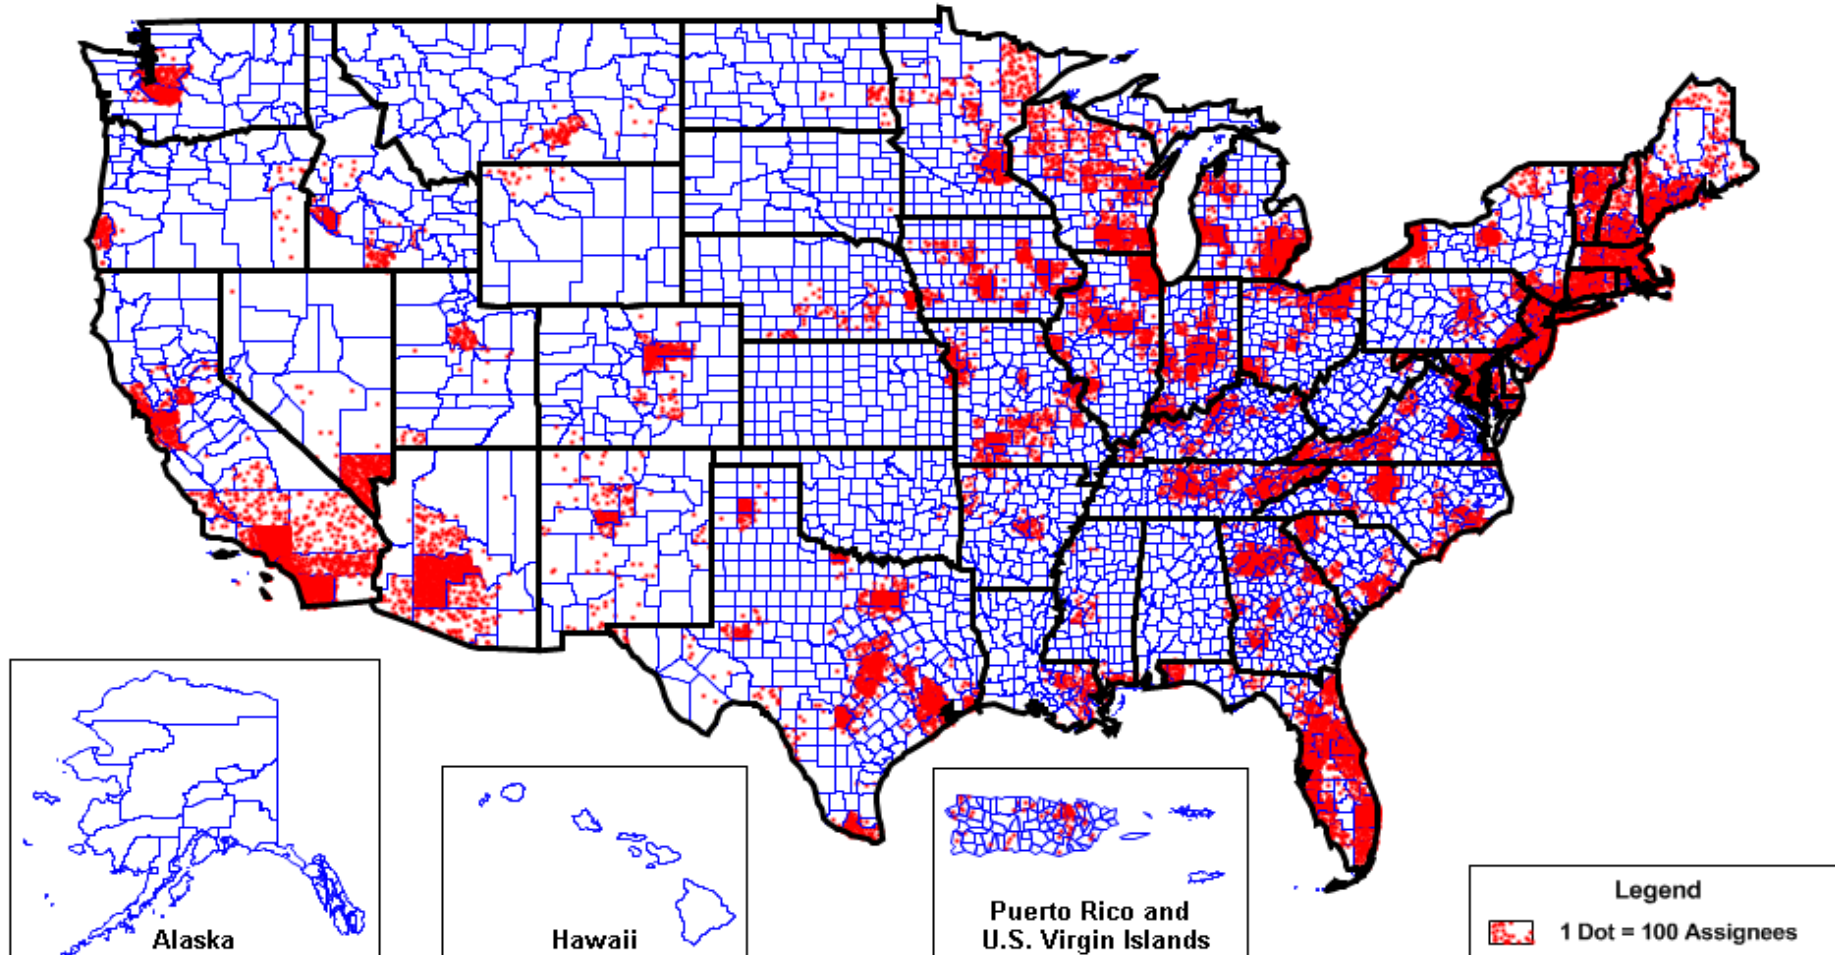 Alaska
Hawaii
Puerto Rico and
U.S. Virgin Islands
Legend
1 Dot = 100 Assignees